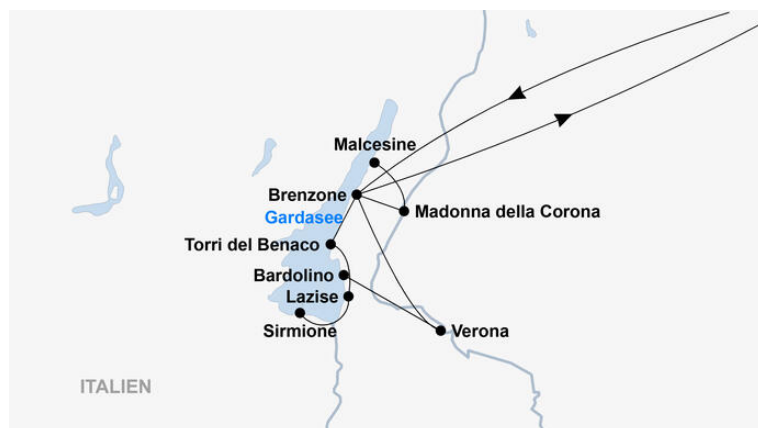 Malcesine
Brenzone
Gardasee
Madonna della Corona
Torri del Benaco
Bardolino
Lazise
Sirmione
Verona
ITALIEN